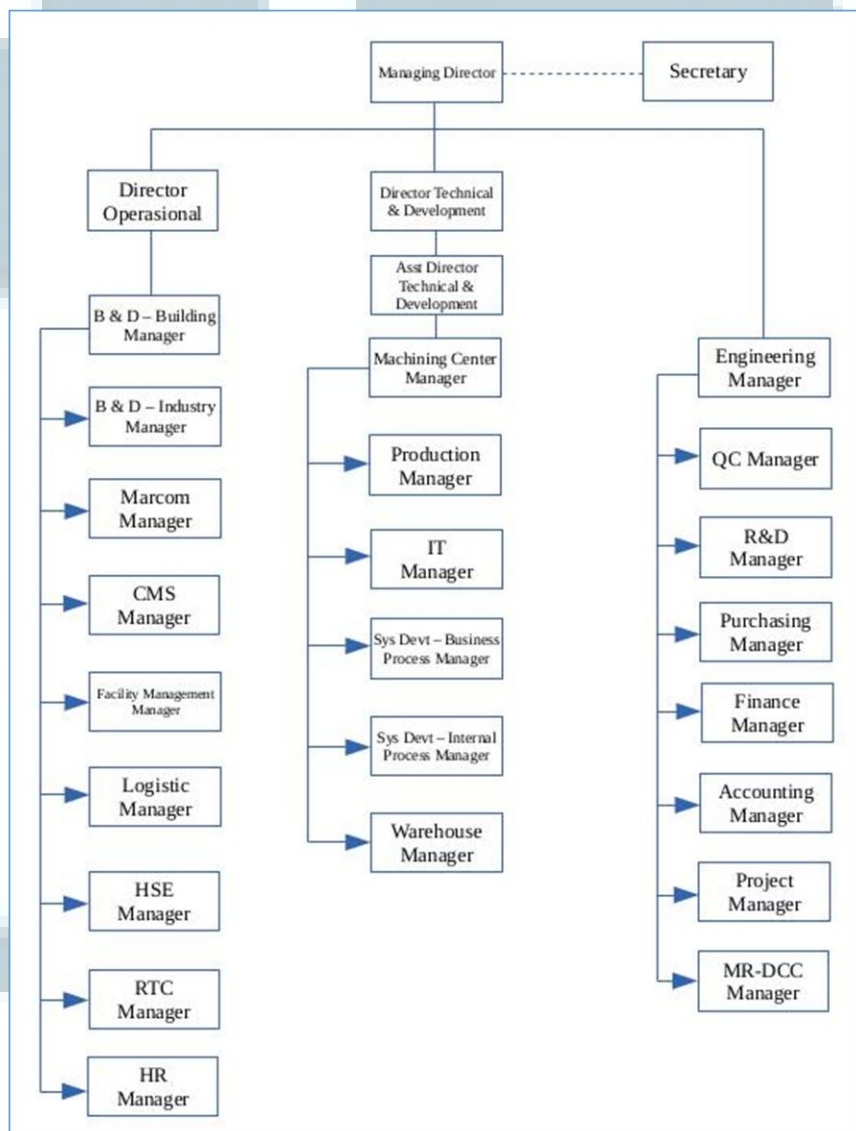 Managing Director
Secretary
Director
Operasional
B & D – Building
Manager
B & D – Industry
Manager
Marcom
Manager
CMS
Manager
Facility Management
Manager
Logistic
Manager
HSE
Manager
RTC
Manager
HR
Manager
Director Technical
& Development
Asst Director
Technical &
Development
Machining Center
Manager
Production
Manager
IT
Manager
Sys Devt – Business
Process Manager
Sys Devt – Internal
Process Manager
Warehouse
Manager
Engineering
Manager
QC Manager
R&D
Manager
Purchasing
Manager
Finance
Manager
Accounting
Manager
Project
Manager
MR-DCC
Manager